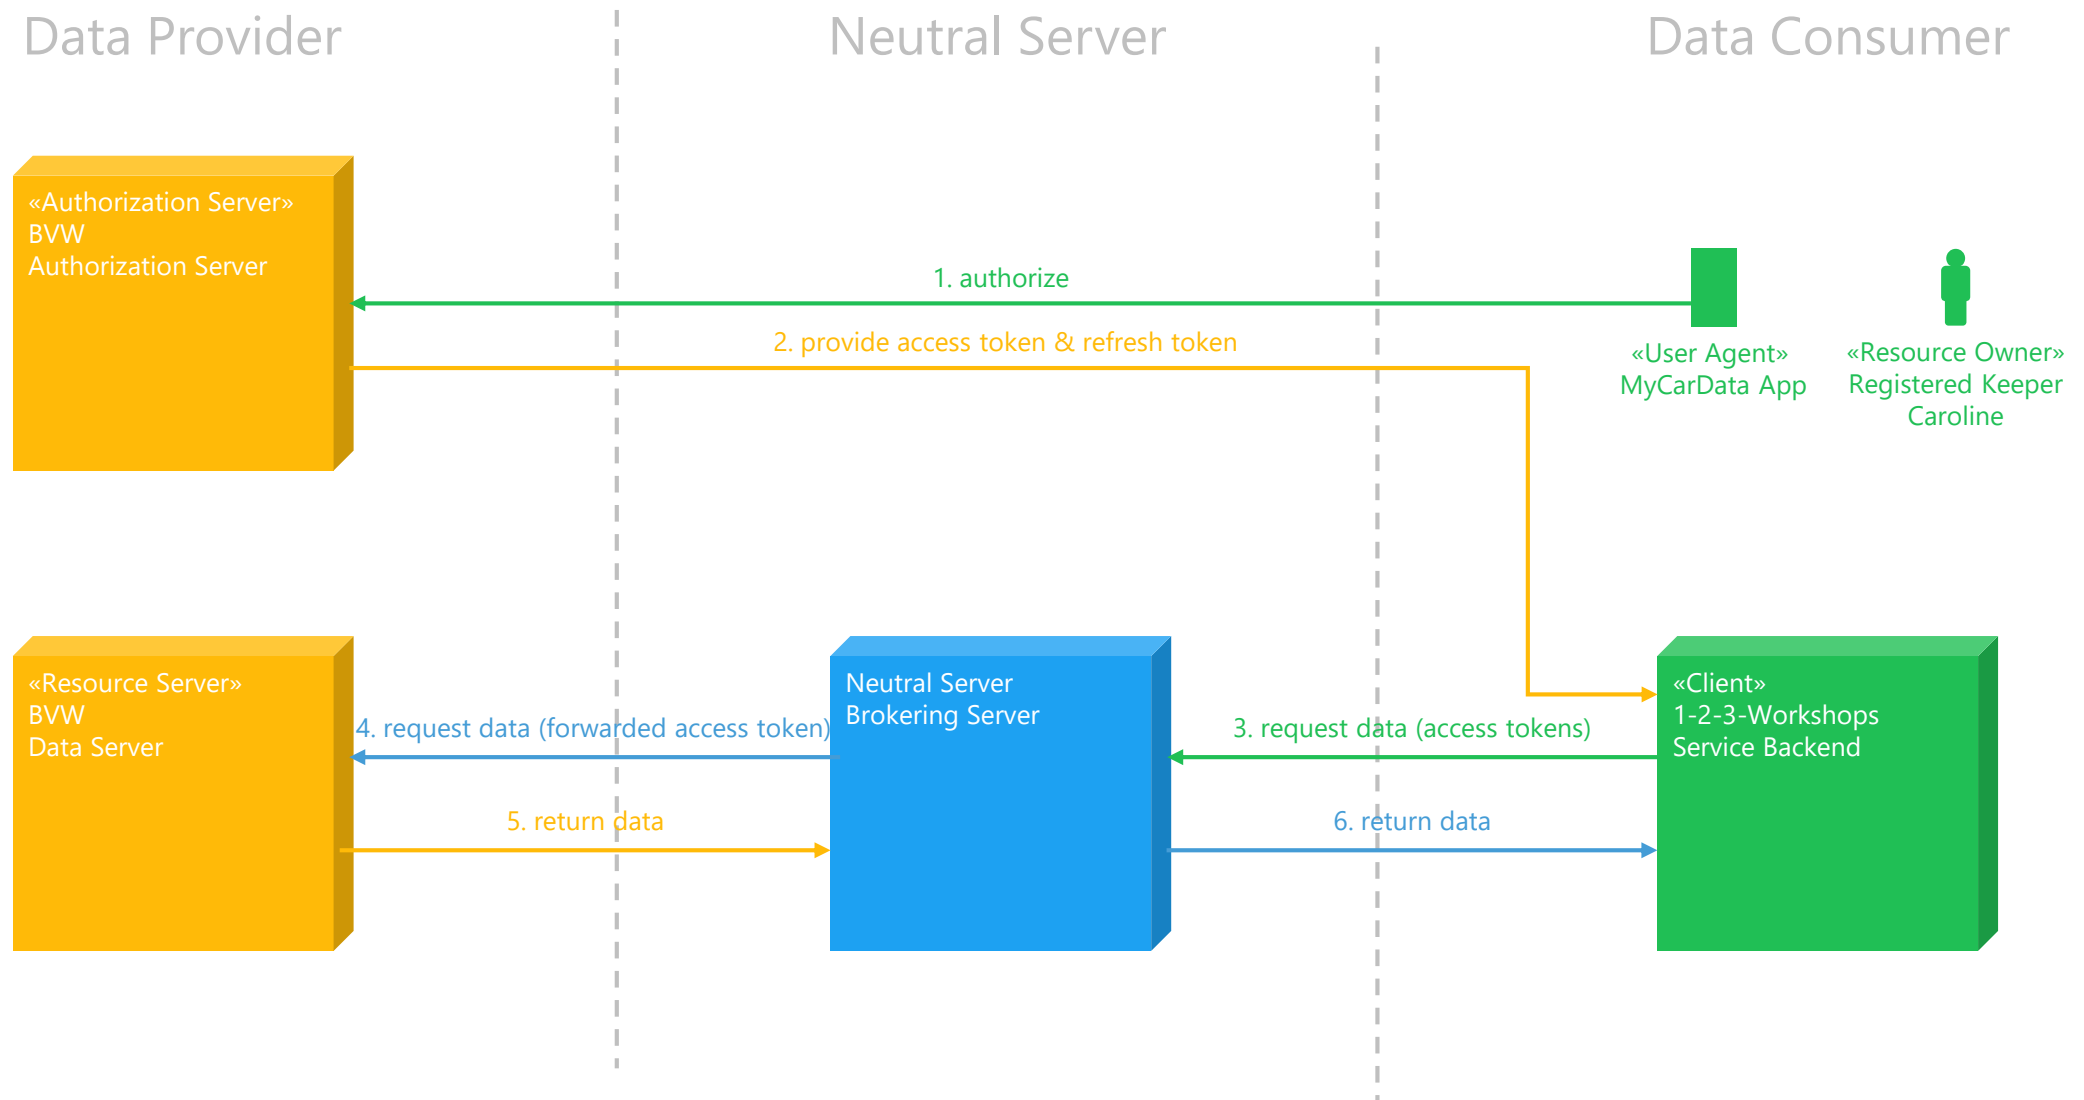 Data Provider
Neutral Server
Data Consumer
«Authorization Server»
BVW
Authorization Server
1. authorize
2. provide access token & refresh token
«User Agent»
MyCarData App
«Resource Owner»
Registered Keeper
Caroline
«Resource Server»
BVW
Data Server
4. request data (forwarded access token)
5. return data
Neutral Server
Brokering Server
3. request data (access tokens)
6. return data
«Client»
1-2-3-Workshops
Service Backend